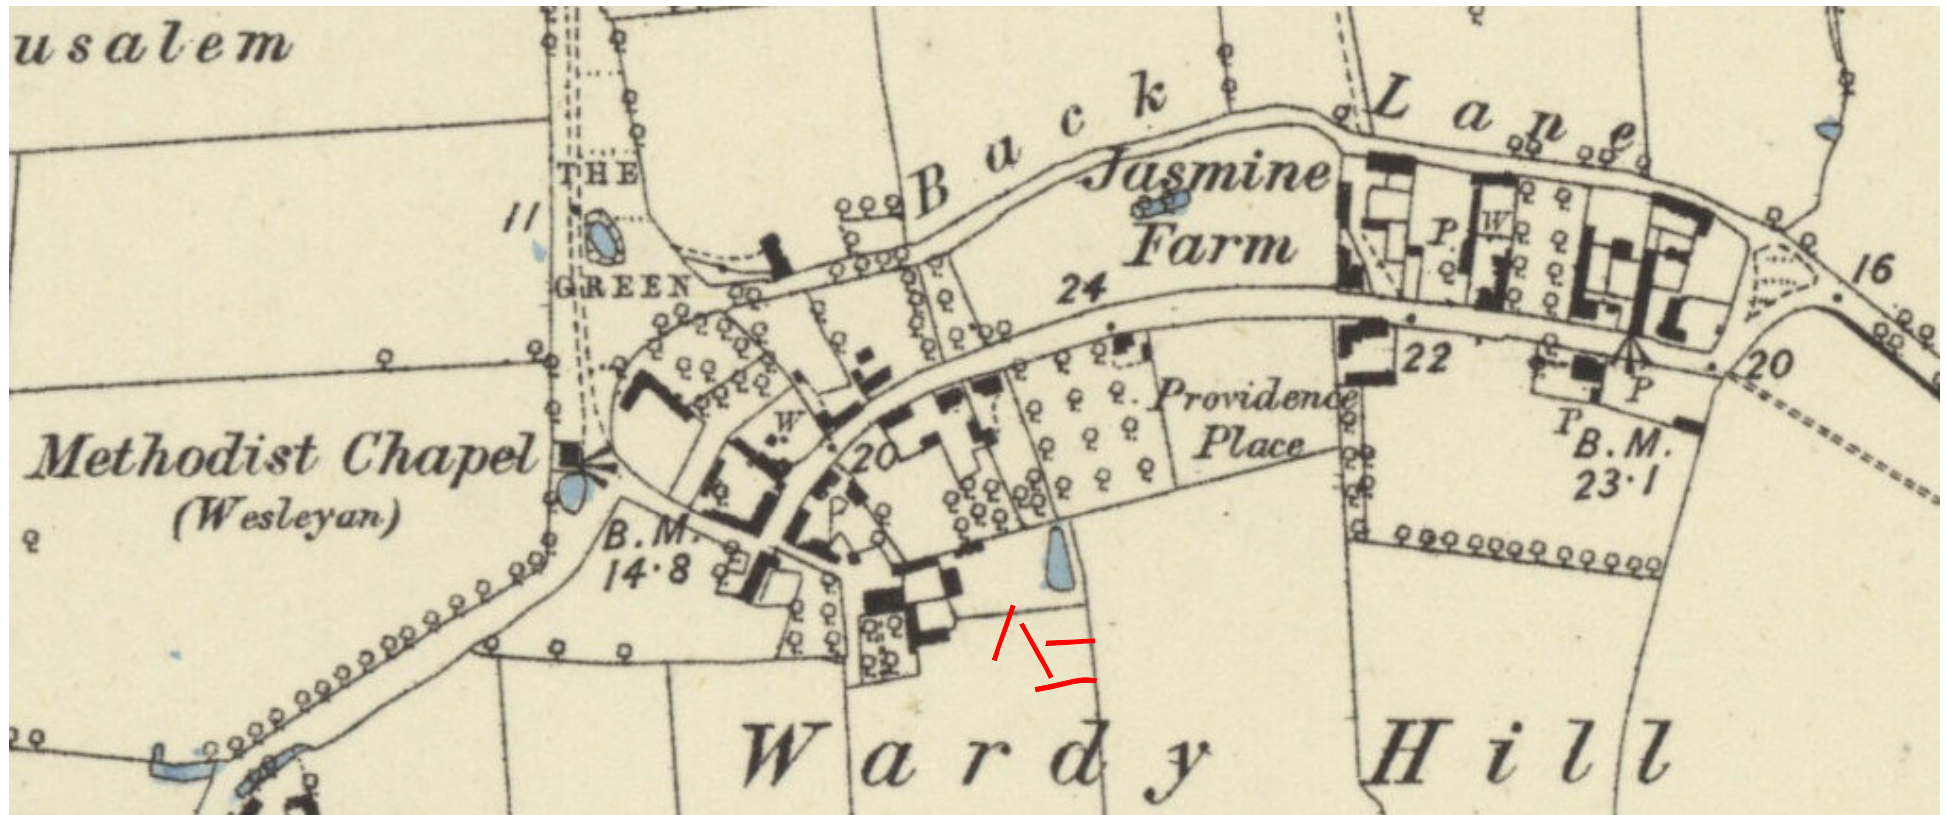 usalem
Back Lane
THE
11
GREEN
Jasmine
Farm
P
W
16
24
22
20
Providence
Place
P
P
B.M.
23·1
W
20
Methodist Chapel
(Wesleyan)
P
B.M.
14·8
Wardy Hill